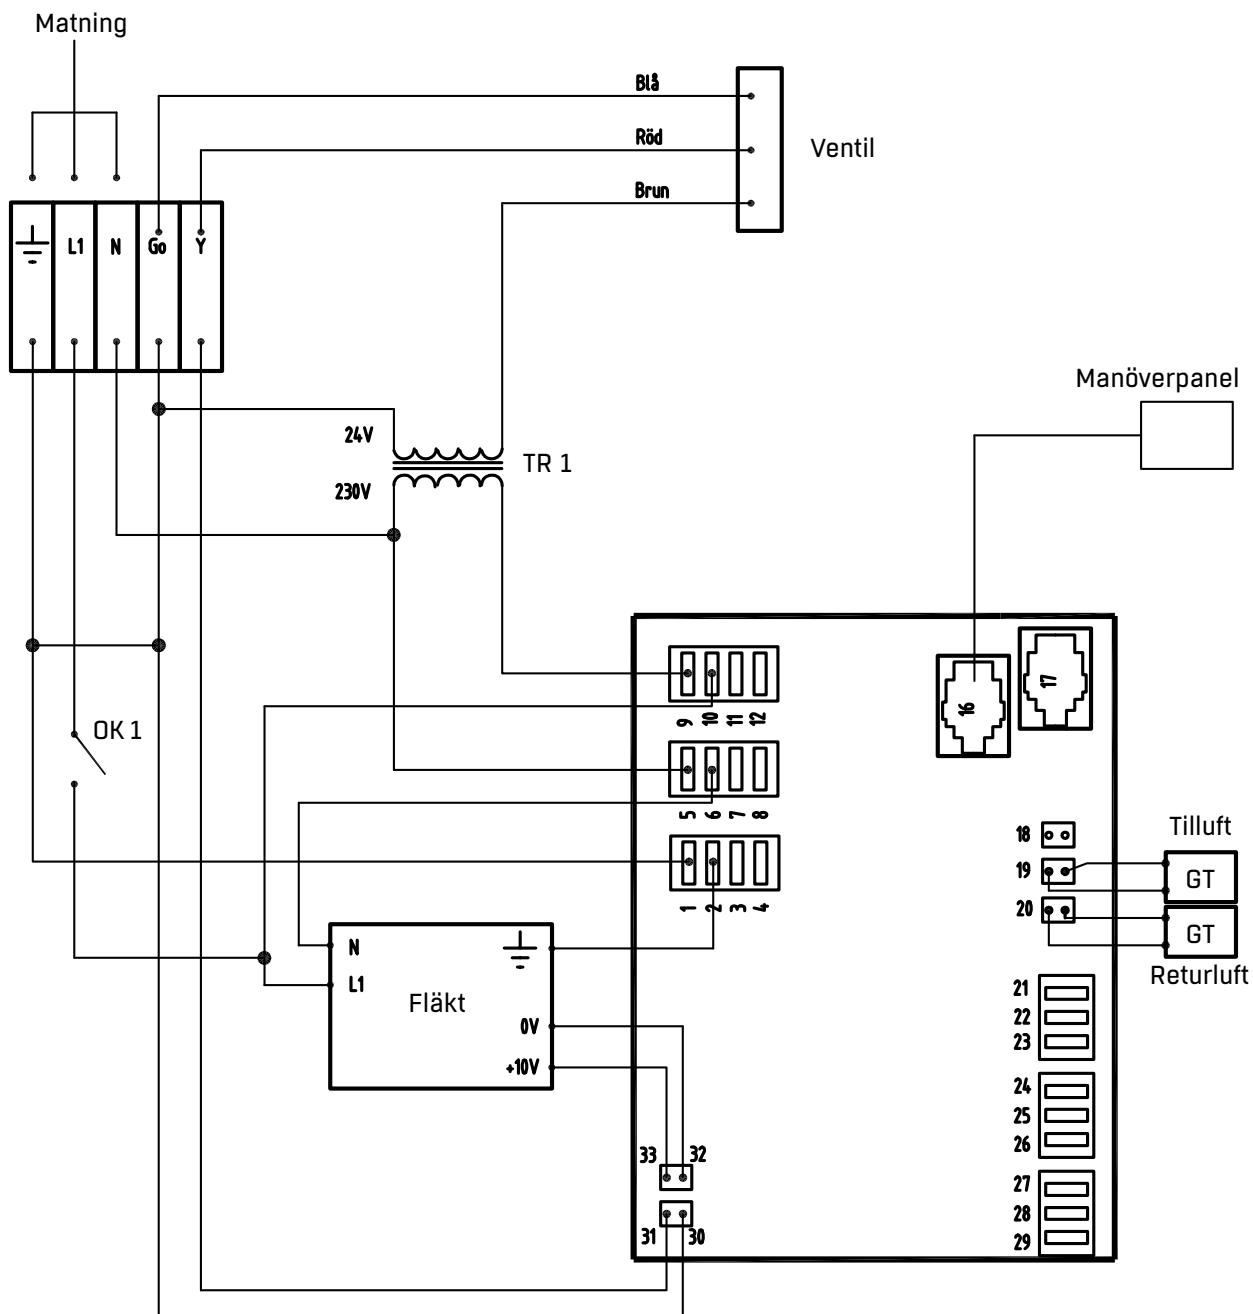 Matning
Blå
Röd
Ventil
Brun
L1 N Go Y
Manöverpanel
24V
TR 1
230V
17
16
OK 1
9 10 11 12
5 6 7 8
18
Tilluft
19
GT
1 2 3 4
20
GT
N
Returluft
L1
Fläkt
21
22
0V
23
+10V
24
25
26
33 32
27
28
31 30
29